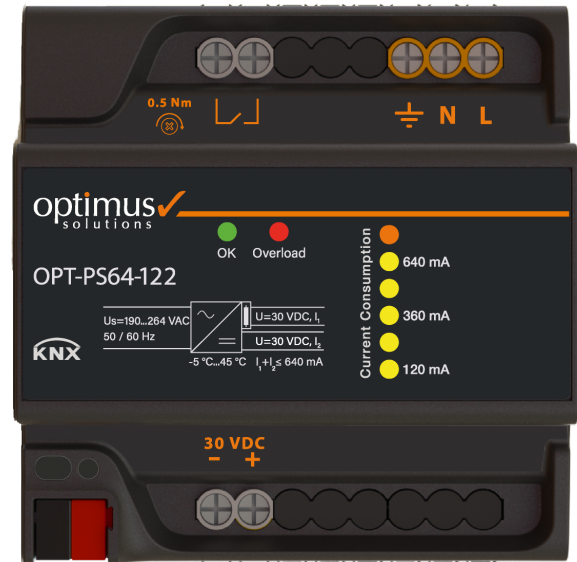 0.5 Nm
N L
optimus
solutions
OK Overload
OPT-PS64-122
Current Consumption
640 mA
360 mA
120 mA
Us=190...264 VAC
50 / 60 Hz
U=30 VDC, I₁
U=30 VDC, I₂
-5 °C...45 °C I₁+I₂≤ 640 mA
KNX
30 VDC
- +